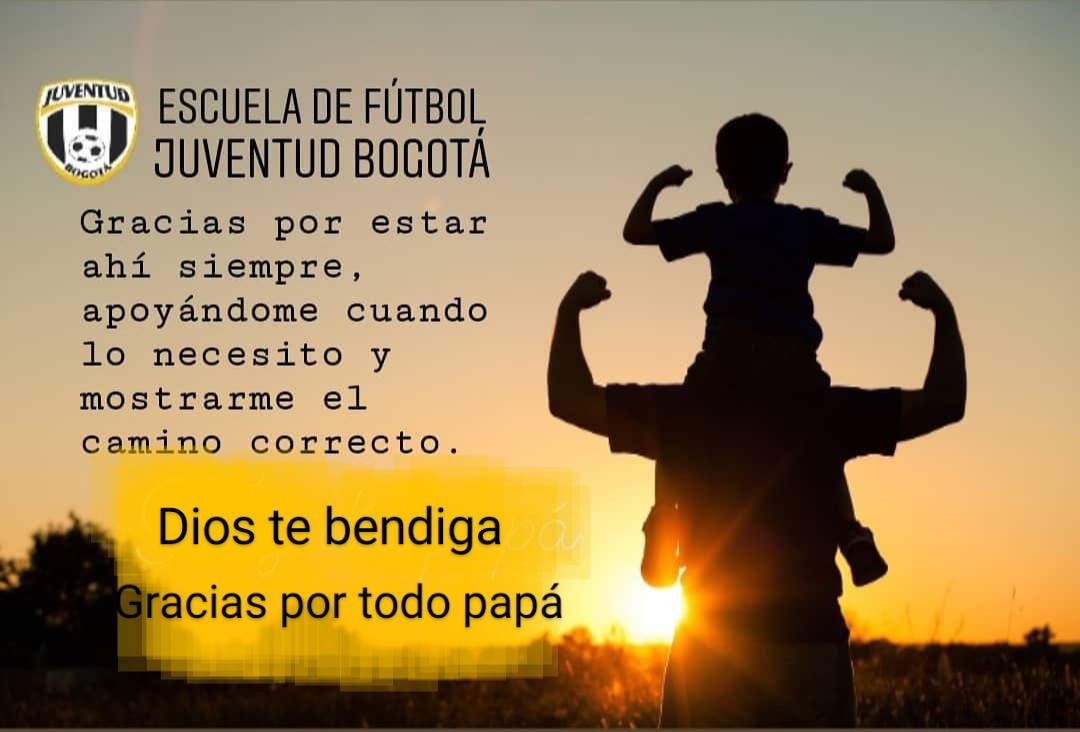 JUVENTUD
BOGOTÁ
ESCUELA DE FÚTBOL
JUVENTUD BOGOTÁ
Gracias por estar
ahí siempre,
apoyándome cuando
lo necesito y
mostrarme el
camino correcto.
Dios te bendiga
Gracias por todo papá